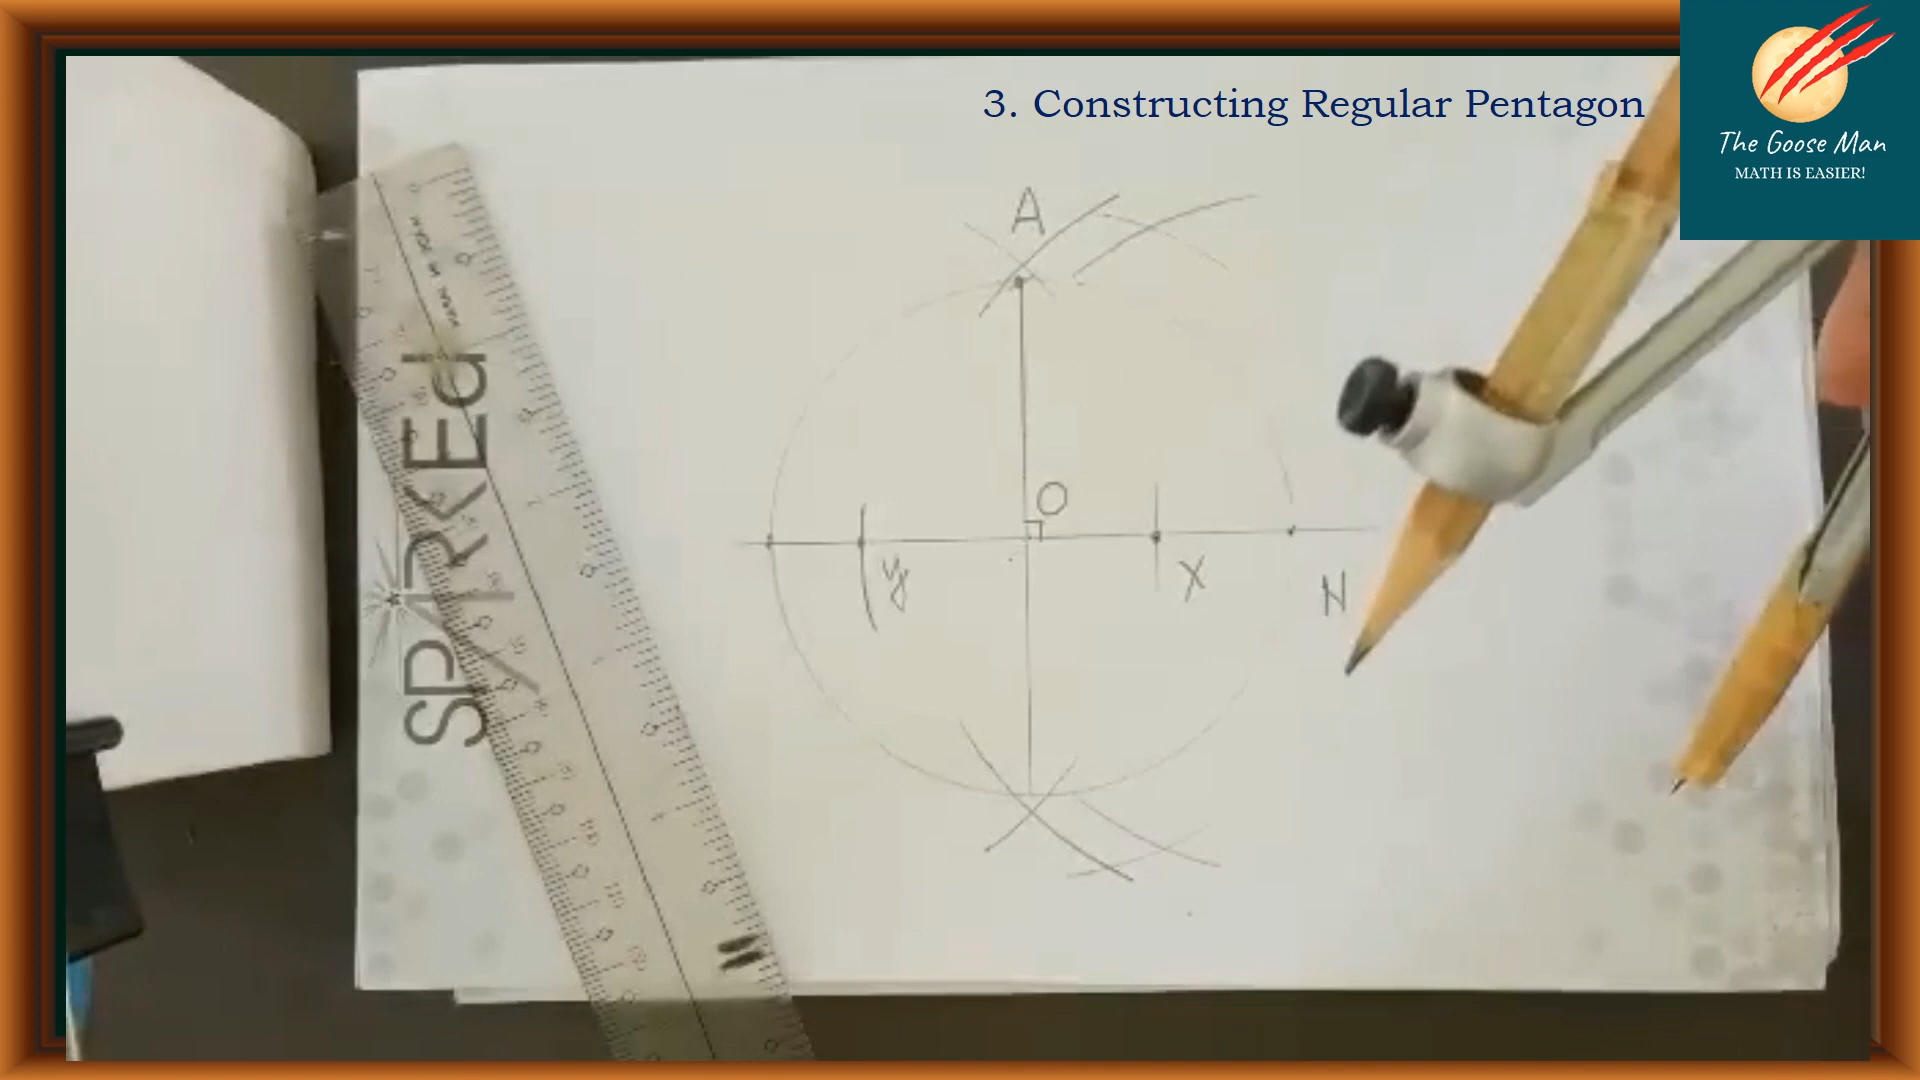 3. Constructing Regular Pentagon
The Goose Man
MATH IS EASIER!
A
O
y
X
N
SPARKEd